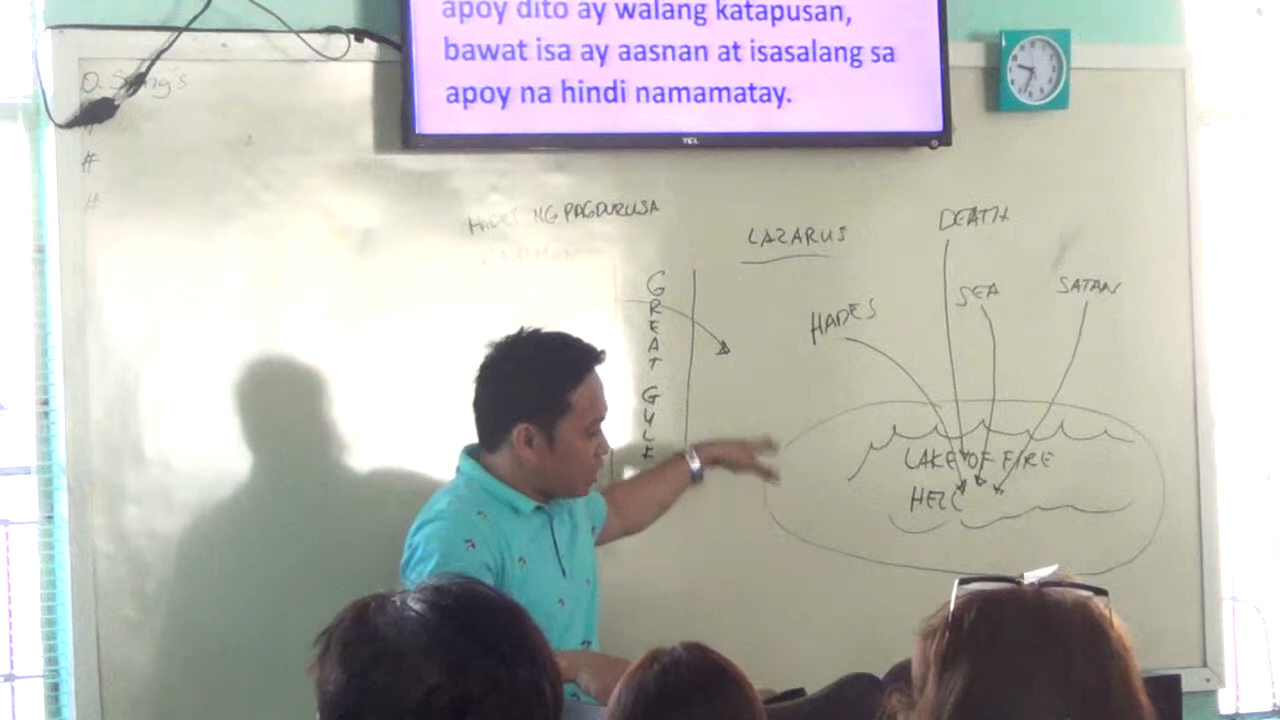 apoy dito ay walang katapusan,
bawat isa ay aasnan at isasalang sa
apoy na hindi namamatay.
TCL
#
#
HADES NG PAGDURUSA
LAZARUS
DEATH
GREAT GULF
HADES
SEA
SATAN
LAKE OF FIRE
HELL